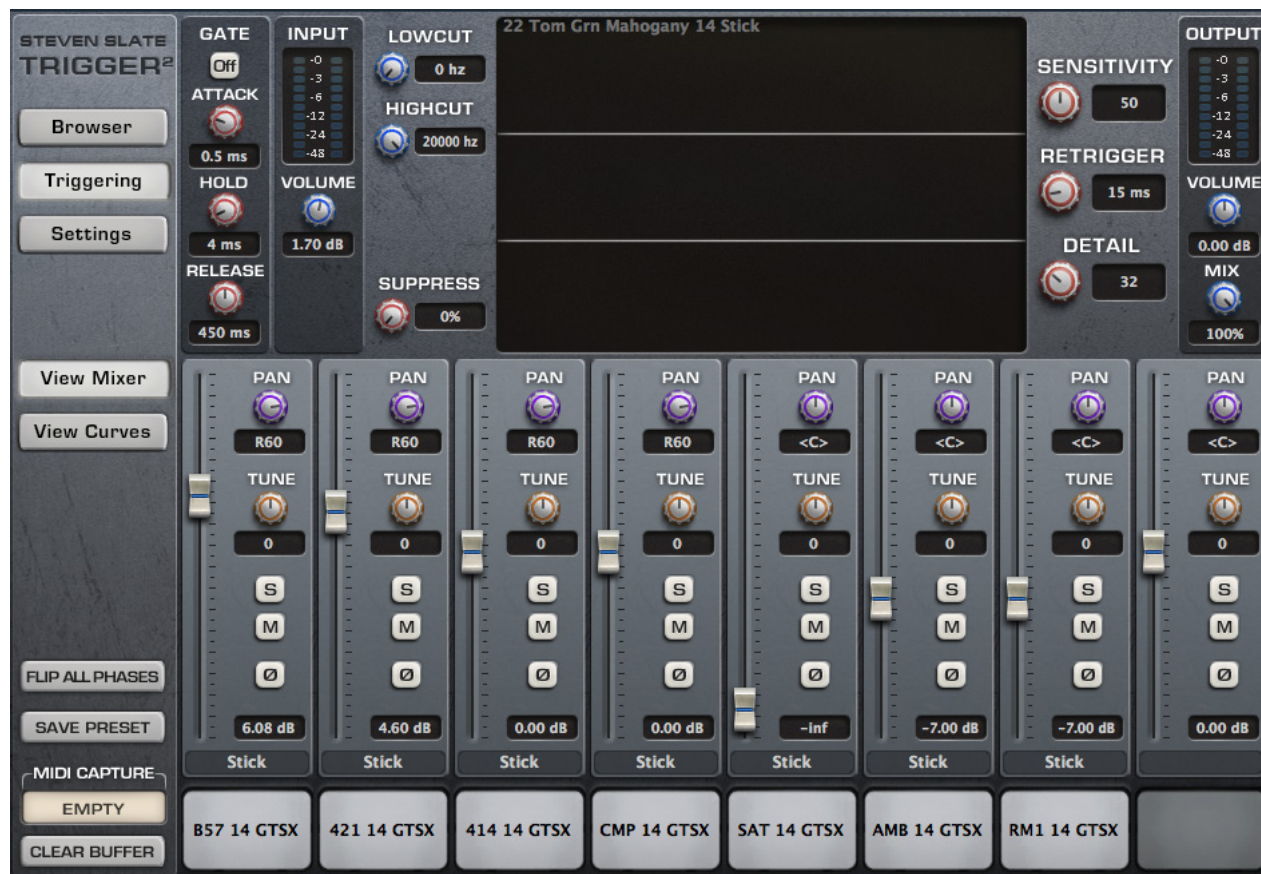 STEVEN SLATE
TRIGGER²
Browser
Triggering
Settings
View Mixer
View Curves
FLIP ALL PHASES
SAVE PRESET
MIDI CAPTURE
EMPTY
CLEAR BUFFER
GATE
Off
ATTACK
0.5 ms
HOLD
4 ms
RELEASE
450 ms
INPUT
-0
-3
-6
-12
-24
-48
VOLUME
1.70 dB
LOWCUT
0 hz
HIGHCUT
20000 hz
SUPPRESS
0%
22 Tom Grn Mahogany 14 Stick
SENSITIVITY
50
RETRIGGER
15 ms
DETAIL
32
OUTPUT
-0
-3
-6
-12
-24
-48
VOLUME
0.00 dB
MIX
100%
PAN PAN PAN PAN PAN PAN PAN PAN
R60 R60 R60 R60 <C> <C> <C> <C>
TUNE TUNE TUNE TUNE TUNE TUNE TUNE TUNE
0 0 0 0 0 0 0 0
S S S S S S S S
M M M M M M M M
Ø Ø Ø Ø Ø Ø Ø Ø
6.08 dB 4.60 dB 0.00 dB 0.00 dB -inf -7.00 dB -7.00 dB 0.00 dB
Stick Stick Stick Stick Stick Stick Stick
B57 14 GTSX 421 14 GTSX 414 14 GTSX CMP 14 GTSX SAT 14 GTSX AMB 14 GTSX RM1 14 GTSX